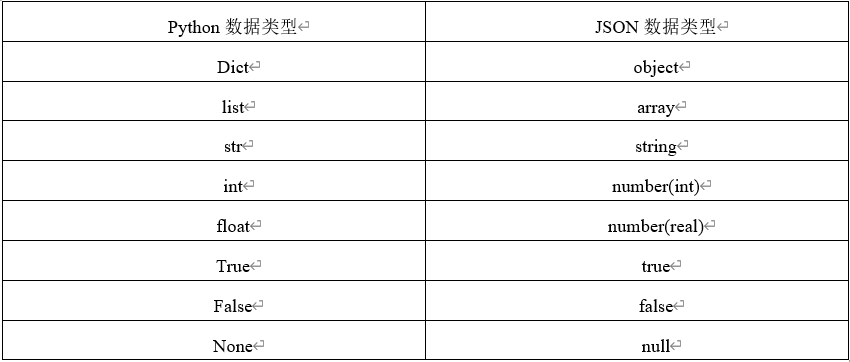 Python 数据类型 JSON 数据类型
Dict object
list array
str string
int number(int)
float number(real)
True true
False false
None null